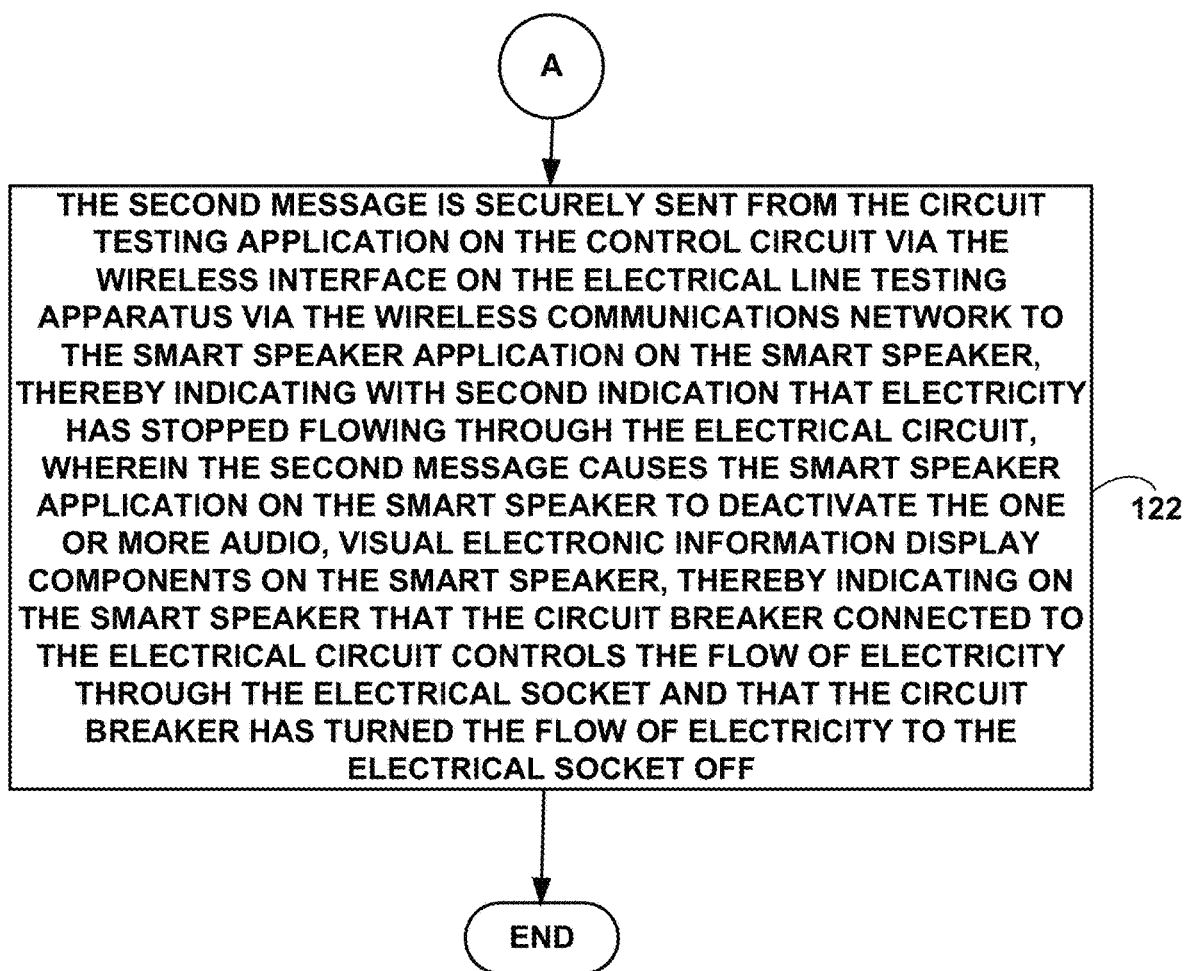 A
THE SECOND MESSAGE IS SECURELY SENT FROM THE CIRCUIT
TESTING APPLICATION ON THE CONTROL CIRCUIT VIA THE
WIRELESS INTERFACE ON THE ELECTRICAL LINE TESTING
APPARATUS VIA THE WIRELESS COMMUNICATIONS NETWORK TO
THE SMART SPEAKER APPLICATION ON THE SMART SPEAKER,
THEREBY INDICATING WITH SECOND INDICATION THAT ELECTRICITY
HAS STOPPED FLOWING THROUGH THE ELECTRICAL CIRCUIT,
WHEREIN THE SECOND MESSAGE CAUSES THE SMART SPEAKER
APPLICATION ON THE SMART SPEAKER TO DEACTIVATE THE ONE
OR MORE AUDIO, VISUAL ELECTRONIC INFORMATION DISPLAY
COMPONENTS ON THE SMART SPEAKER, THEREBY INDICATING ON
THE SMART SPEAKER THAT THE CIRCUIT BREAKER CONNECTED TO
THE ELECTRICAL CIRCUIT CONTROLS THE FLOW OF ELECTRICITY
THROUGH THE ELECTRICAL SOCKET AND THAT THE CIRCUIT
BREAKER HAS TURNED THE FLOW OF ELECTRICITY TO THE
ELECTRICAL SOCKET OFF
122
END